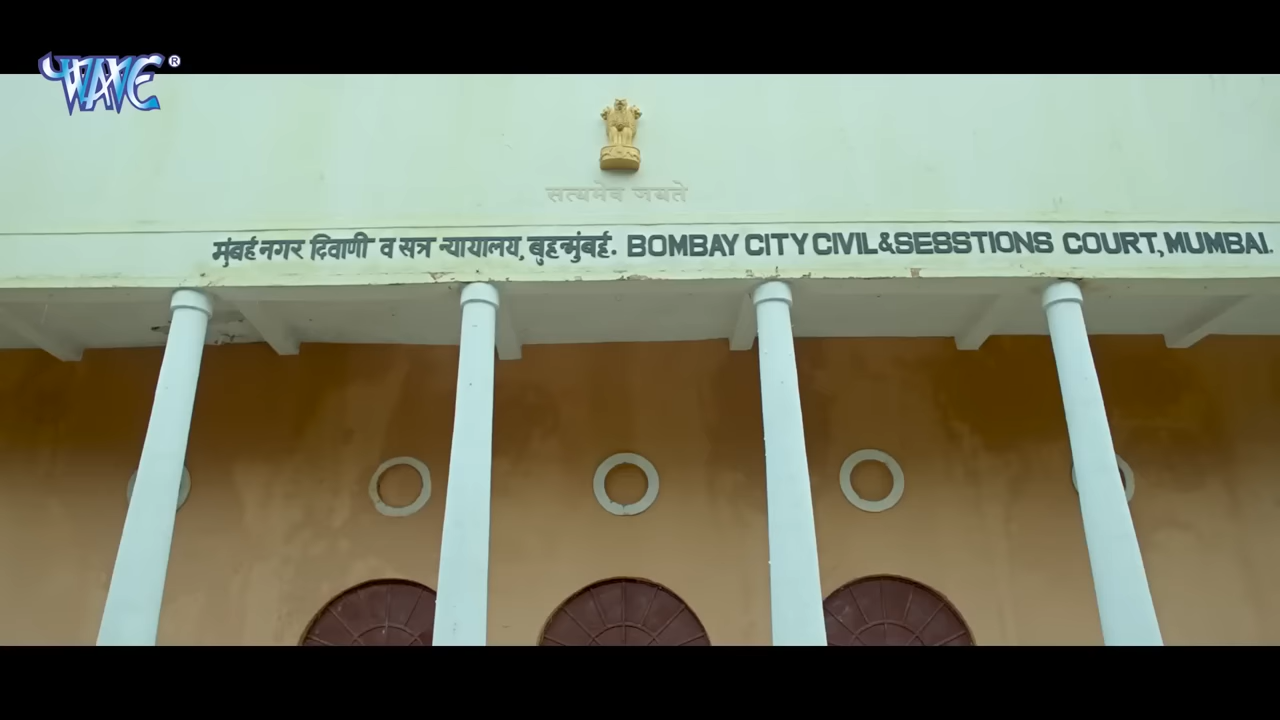 WAVE ®
सत्यमेव जयते
मुंबई नगर दिवाणी व सत्र न्यायालय, बृहन्मुंबई. BOMBAY CITY CIVIL&SESSTIONS COURT, MUMBAI.